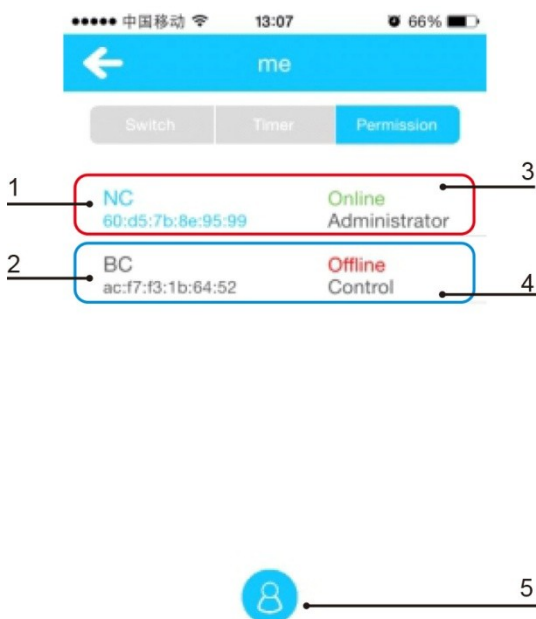 中国移动 13:07 66%
me
Switch Timer Permission
1 NC Online 3
60:d5:7b:8e:95:99 Administrator
2 BC Offline 4
ac:f7:f3:1b:64:52 Control
5